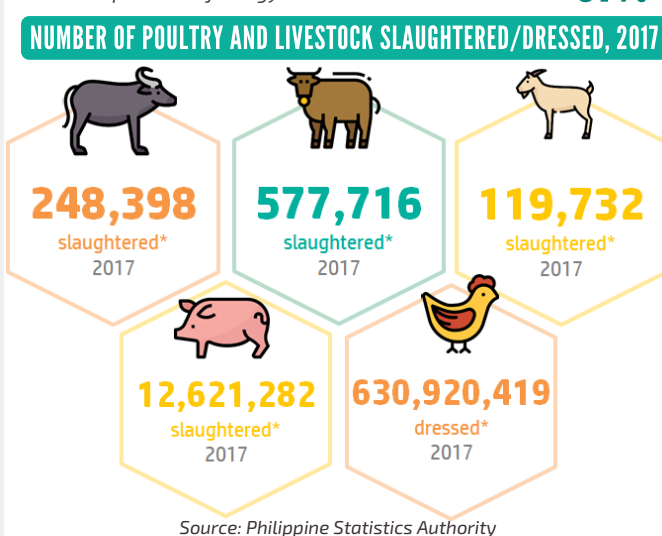 NUMBER OF POULTRY AND LIVESTOCK SLAUGHTERED/DRESSED, 2017
248,398
slaughtered*
2017
577,716
slaughtered*
2017
119,732
slaughtered*
2017
12,621,282
slaughtered*
2017
630,920,419
dressed*
2017
Source: Philippine Statistics Authority